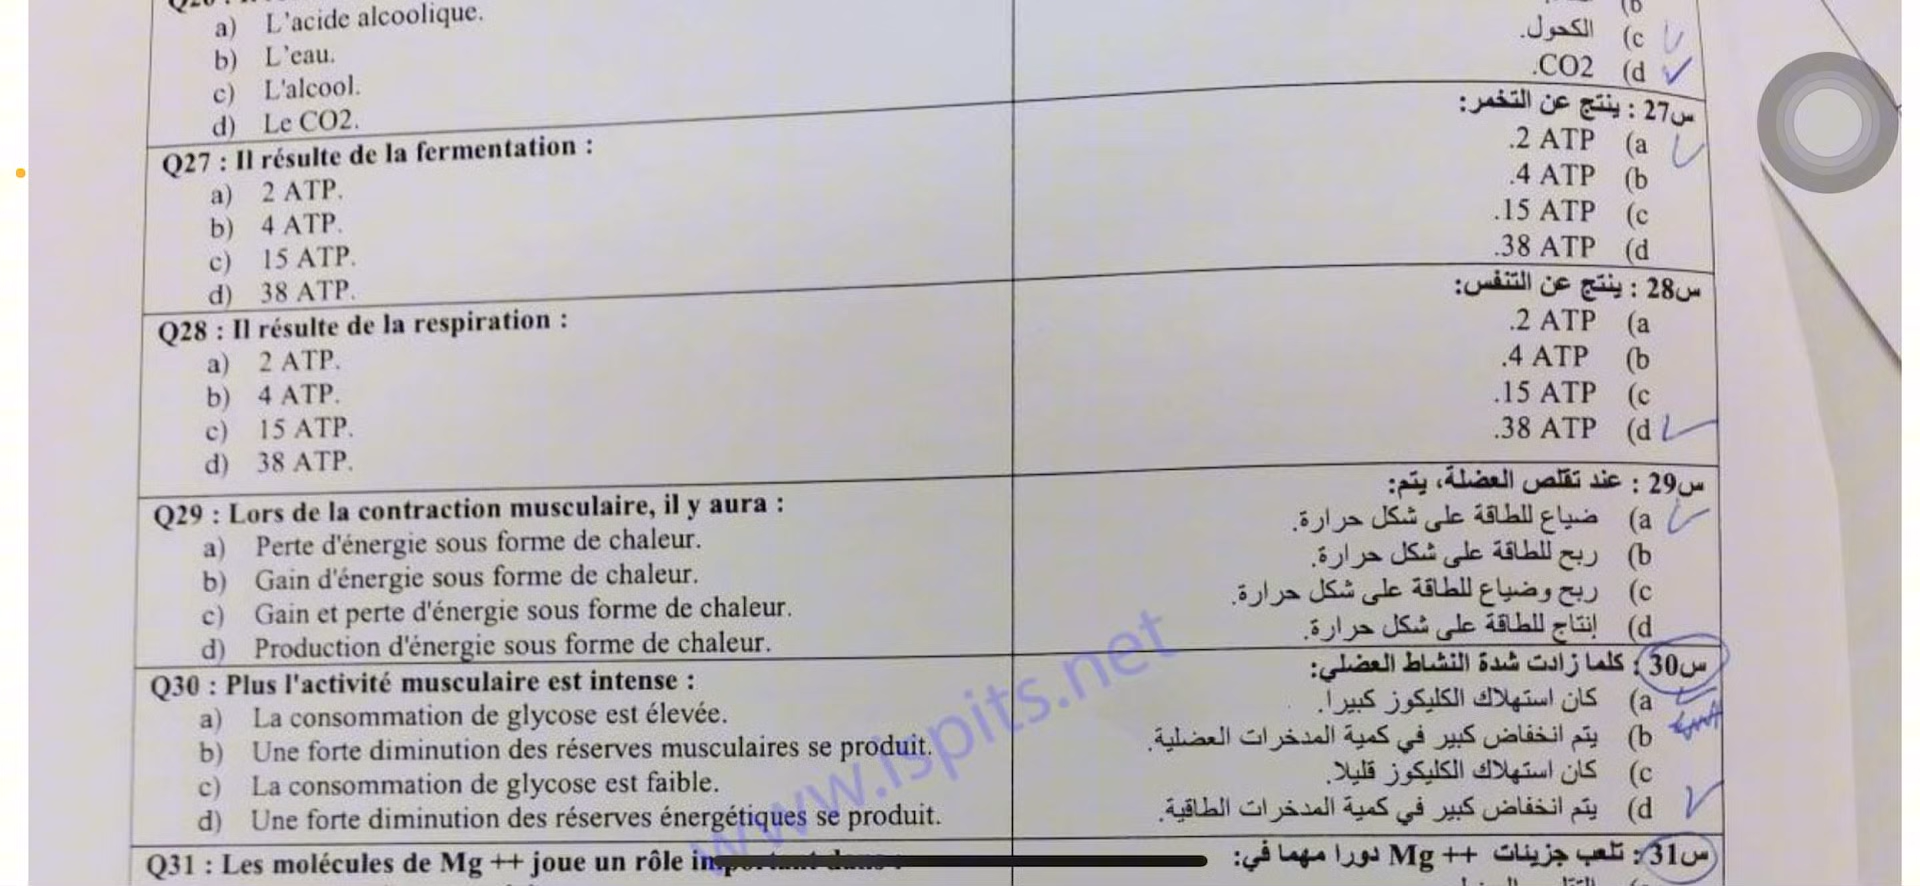 a) L'acide alcoolique.
b) L'eau.
c) L'alcool.
d) Le CO2.
Q27 : Il résulte de la fermentation :
a) 2 ATP.
b) 4 ATP.
c) 15 ATP.
d) 38 ATP.
Q28 : Il résulte de la respiration :
a) 2 ATP.
b) 4 ATP.
c) 15 ATP.
d) 38 ATP.
Q29 : Lors de la contraction musculaire, il y aura :
a) Perte d'énergie sous forme de chaleur.
b) Gain d'énergie sous forme de chaleur.
c) Gain et perte d'énergie sous forme de chaleur.
d) Production d'énergie sous forme de chaleur.
Q30 : Plus l'activité musculaire est intense :
a) La consommation de glycose est élevée.
b) Une forte diminution des réserves musculaires se produit.
c) La consommation de glycose est faible.
d) Une forte diminution des réserves énergétiques se produit.
Q31 : Les molécules de Mg ++ joue un rôle
(b
(c الكحول.
(d CO2.
س27 : ينتج عن التخمر:
(a 2 ATP.
(b 4 ATP.
(c 15 ATP.
(d 38 ATP.
س28 : ينتج عن التنفس:
(a 2 ATP.
(b 4 ATP.
(c 15 ATP.
(d 38 ATP.
س29 : عند تقلص العضلة، يتم:
(a ضياع للطاقة على شكل حرارة.
(b ربح للطاقة على شكل حرارة.
(c ربح وضياع للطاقة على شكل حرارة.
(d إنتاج للطاقة على شكل حرارة.
س30 : كلما زادت شدة النشاط العضلي:
(a كان استهلاك الكليكوز كبيرا.
(b يتم انخفاض كبير في كمية المدخرات العضلية.
(c كان استهلاك الكليكوز قليلا.
(d يتم انخفاض كبير في كمية المدخرات الطاقية.
س31 : تلعب جزيئات Mg ++ دورا مهما في:
www.ispits.net